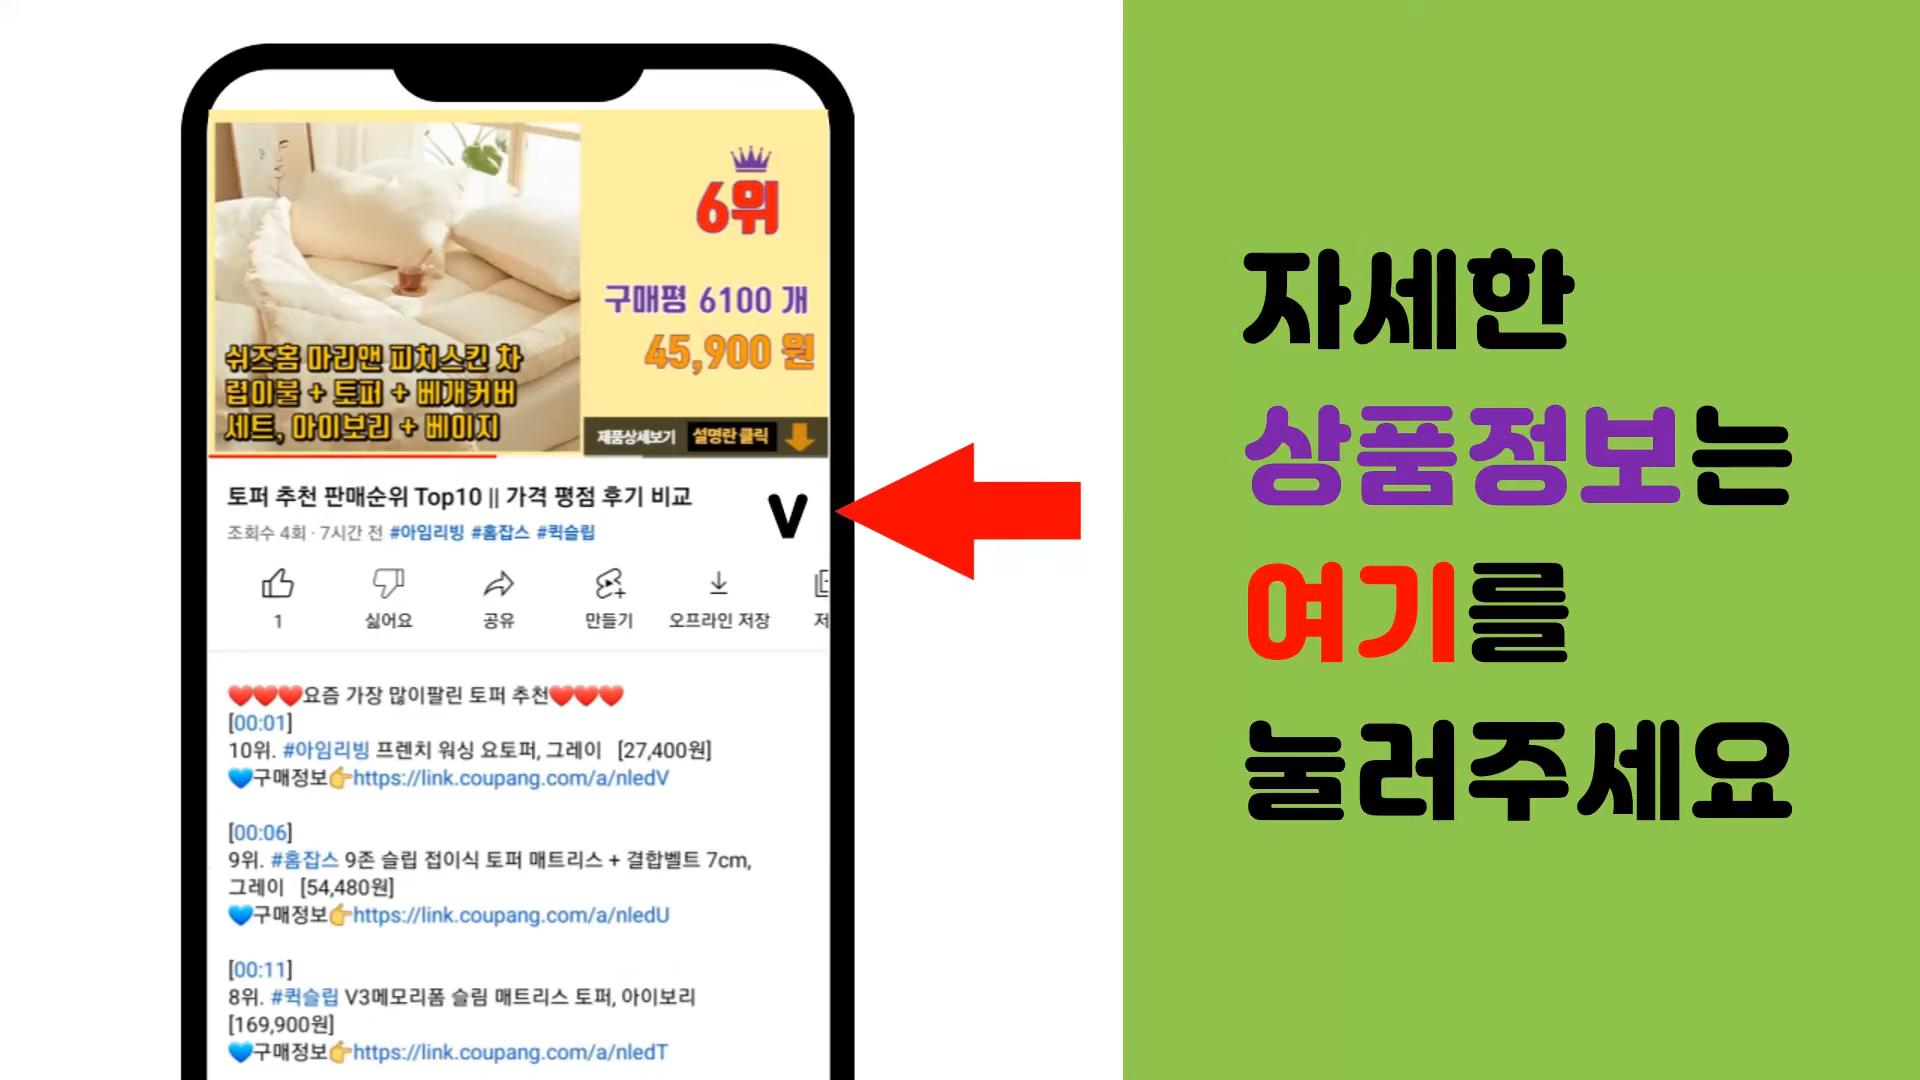 6위
구매평 6100 개
45,900 원
쉬즈홈 마리앤 피치스킨 차
렵이불 + 토퍼 + 베개커버
세트, 아이보리 + 베이지
제품상세보기 설명란 클릭
토퍼 추천 판매순위 Top10 || 가격 평점 후기 비교
V
조회수 4회 · 7시간 전 #아임리빙 #홈잡스 #퀵슬립
1 싫어요 공유 만들기 오프라인 저장 저
❤️❤️❤️요즘 가장 많이팔린 토퍼 추천❤️❤️❤️
[00:01]
10위. #아임리빙 프렌치 워싱 요토퍼, 그레이 [27,400원]
💙구매정보👉https://link.coupang.com/a/nledV
[00:06]
9위. #홈잡스 9존 슬립 접이식 토퍼 매트리스 + 결합벨트 7cm,
그레이 [54,480원]
💙구매정보👉https://link.coupang.com/a/nledU
[00:11]
8위. #퀵슬립 V3메모리폼 슬림 매트리스 토퍼, 아이보리
[169,900원]
💙구매정보👉https://link.coupang.com/a/nledT
자세한
상품정보는
여기를
눌러주세요